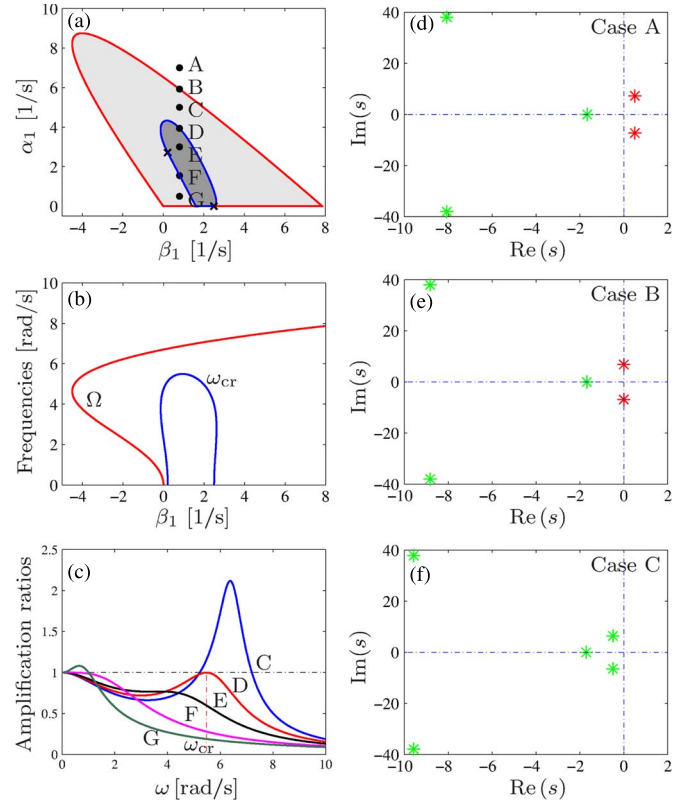 (a)
α₁ [1/s]
10
8
6
4
2
0
A
B
C
D
E
F
G
−4 −2 0 2 4 6 8
β₁ [1/s]
(b)
Frequencies [rad/s]
10
8
6
4
2
0
Ω
ω_cr
−4 −2 0 2 4 6 8
β₁ [1/s]
(c)
Amplification ratios
2.5
2
1.5
1
0.5
0
C
D
E
F
G
ω_cr
0 2 4 6 8 10
ω [rad/s]
(d)
Case A
Im(s)
40
20
0
−20
−40
−10 −8 −6 −4 −2 0 2
Re (s)
(e)
Case B
Im(s)
40
20
0
−20
−40
−10 −8 −6 −4 −2 0 2
Re (s)
(f)
Case C
Im(s)
40
20
0
−20
−40
−10 −8 −6 −4 −2 0 2
Re (s)